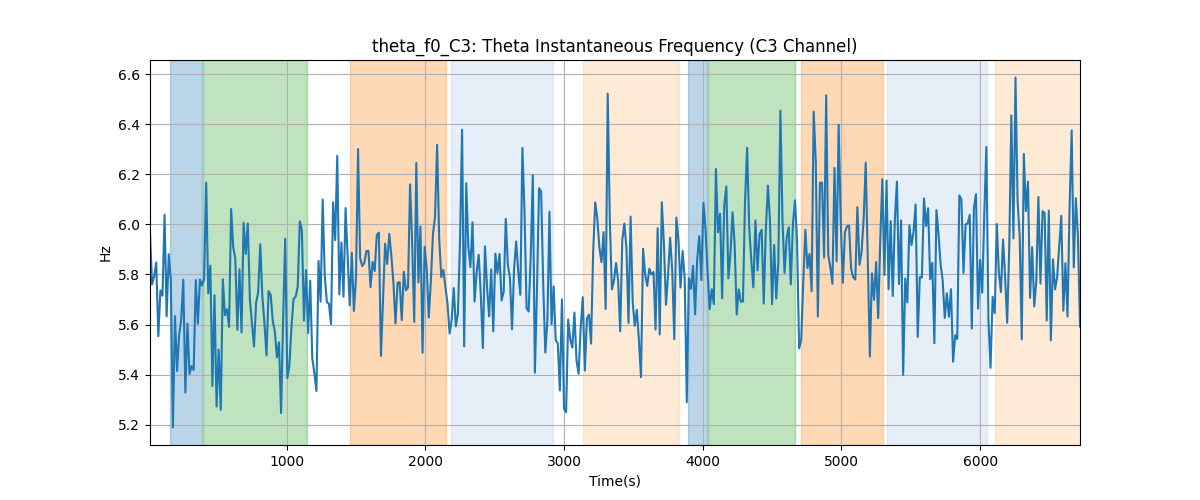 theta_f0_C3: Theta Instantaneous Frequency (C3 Channel)
6.6
6.4
6.2
6.0
5.8
5.6
5.4
5.2
Hz
1000 2000 3000 4000 5000 6000
Time(s)